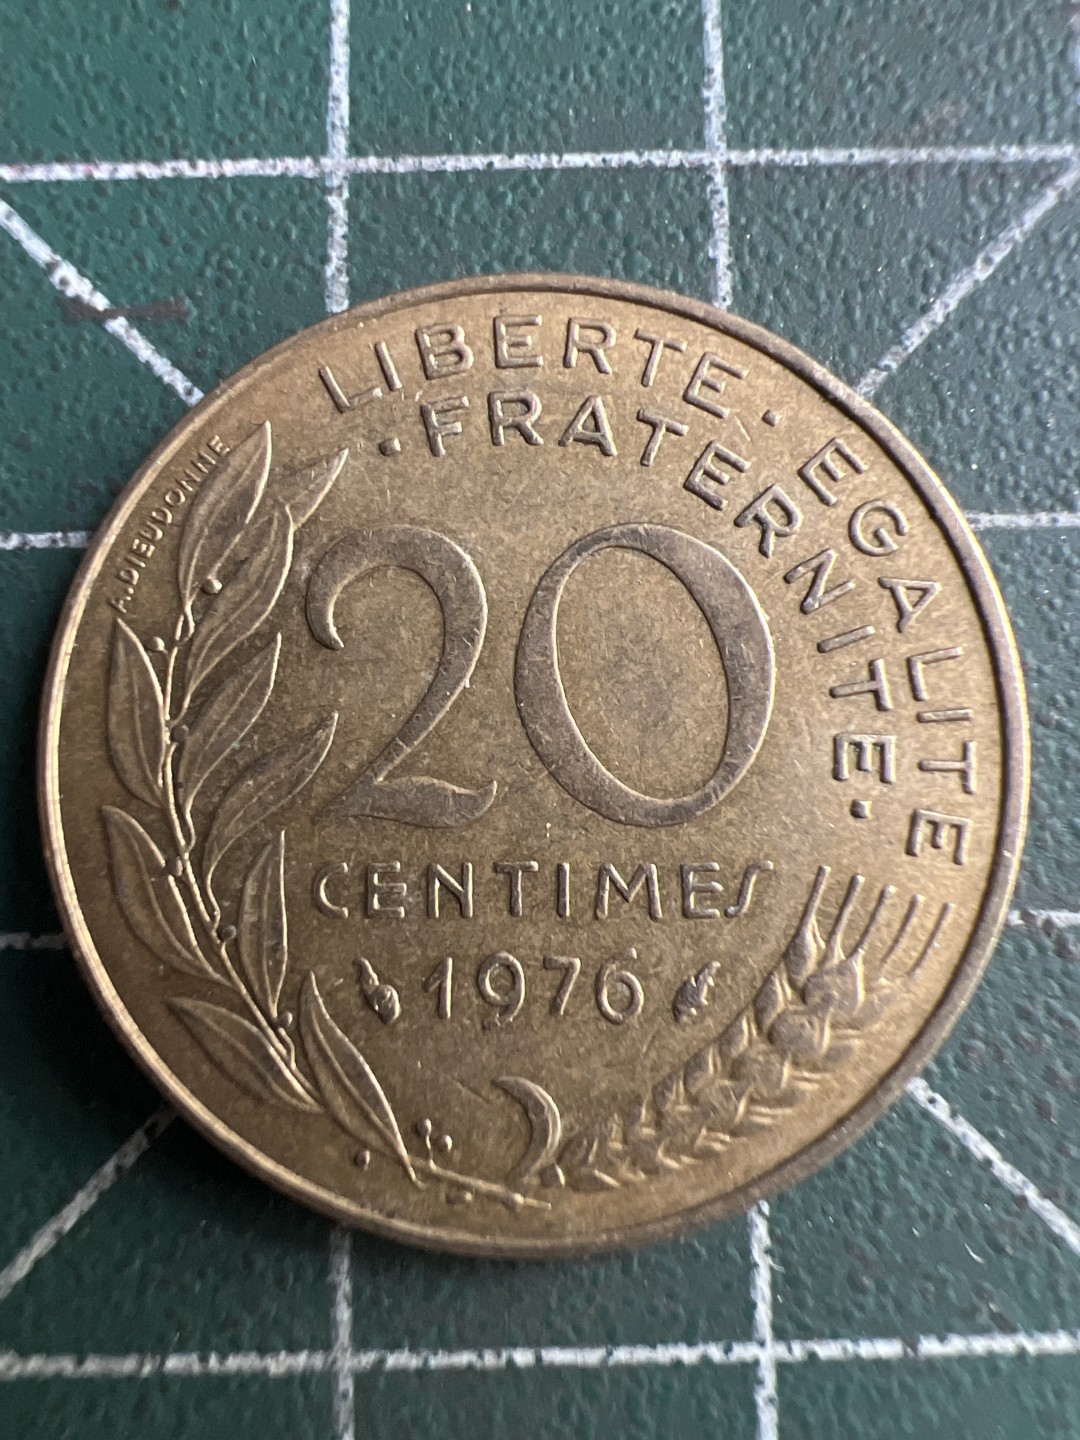 LIBERTE · EGALITE
· FRATERNITE ·
A.DIEUDONNE
20
CENTIMES
1976